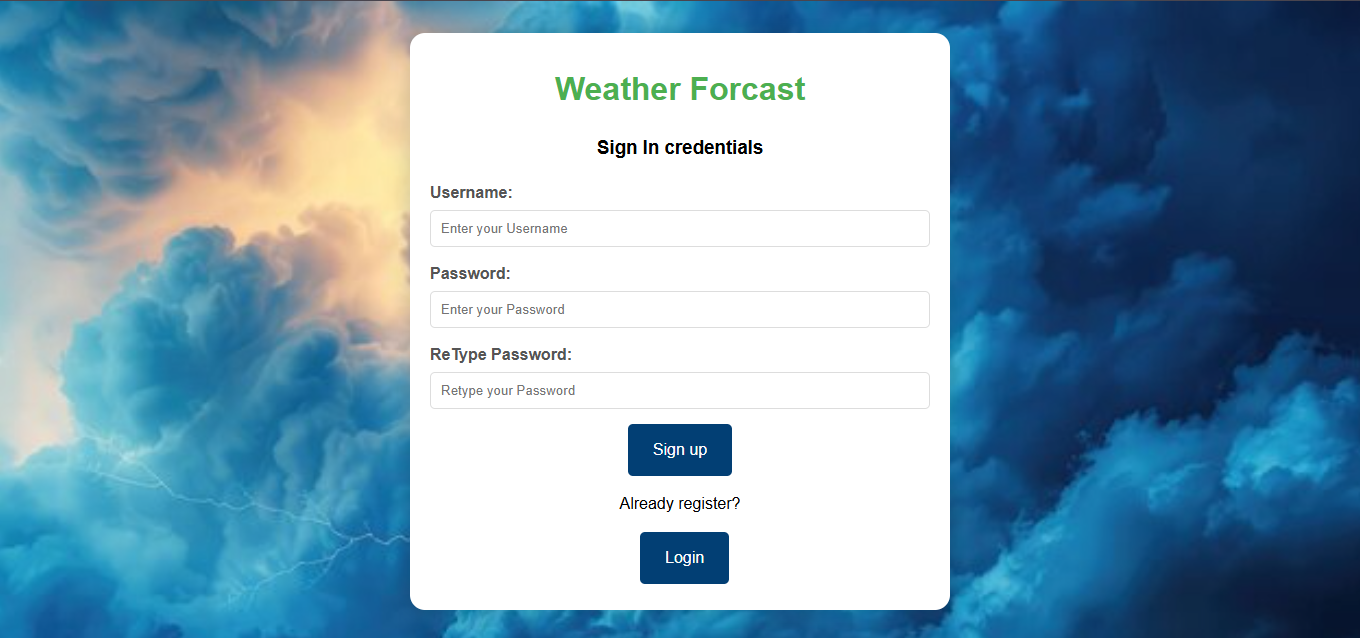 Weather Forcast
Sign In credentials
Username:
Enter your Username
Password:
Enter your Password
ReType Password:
Retype your Password
Sign up
Already register?
Login